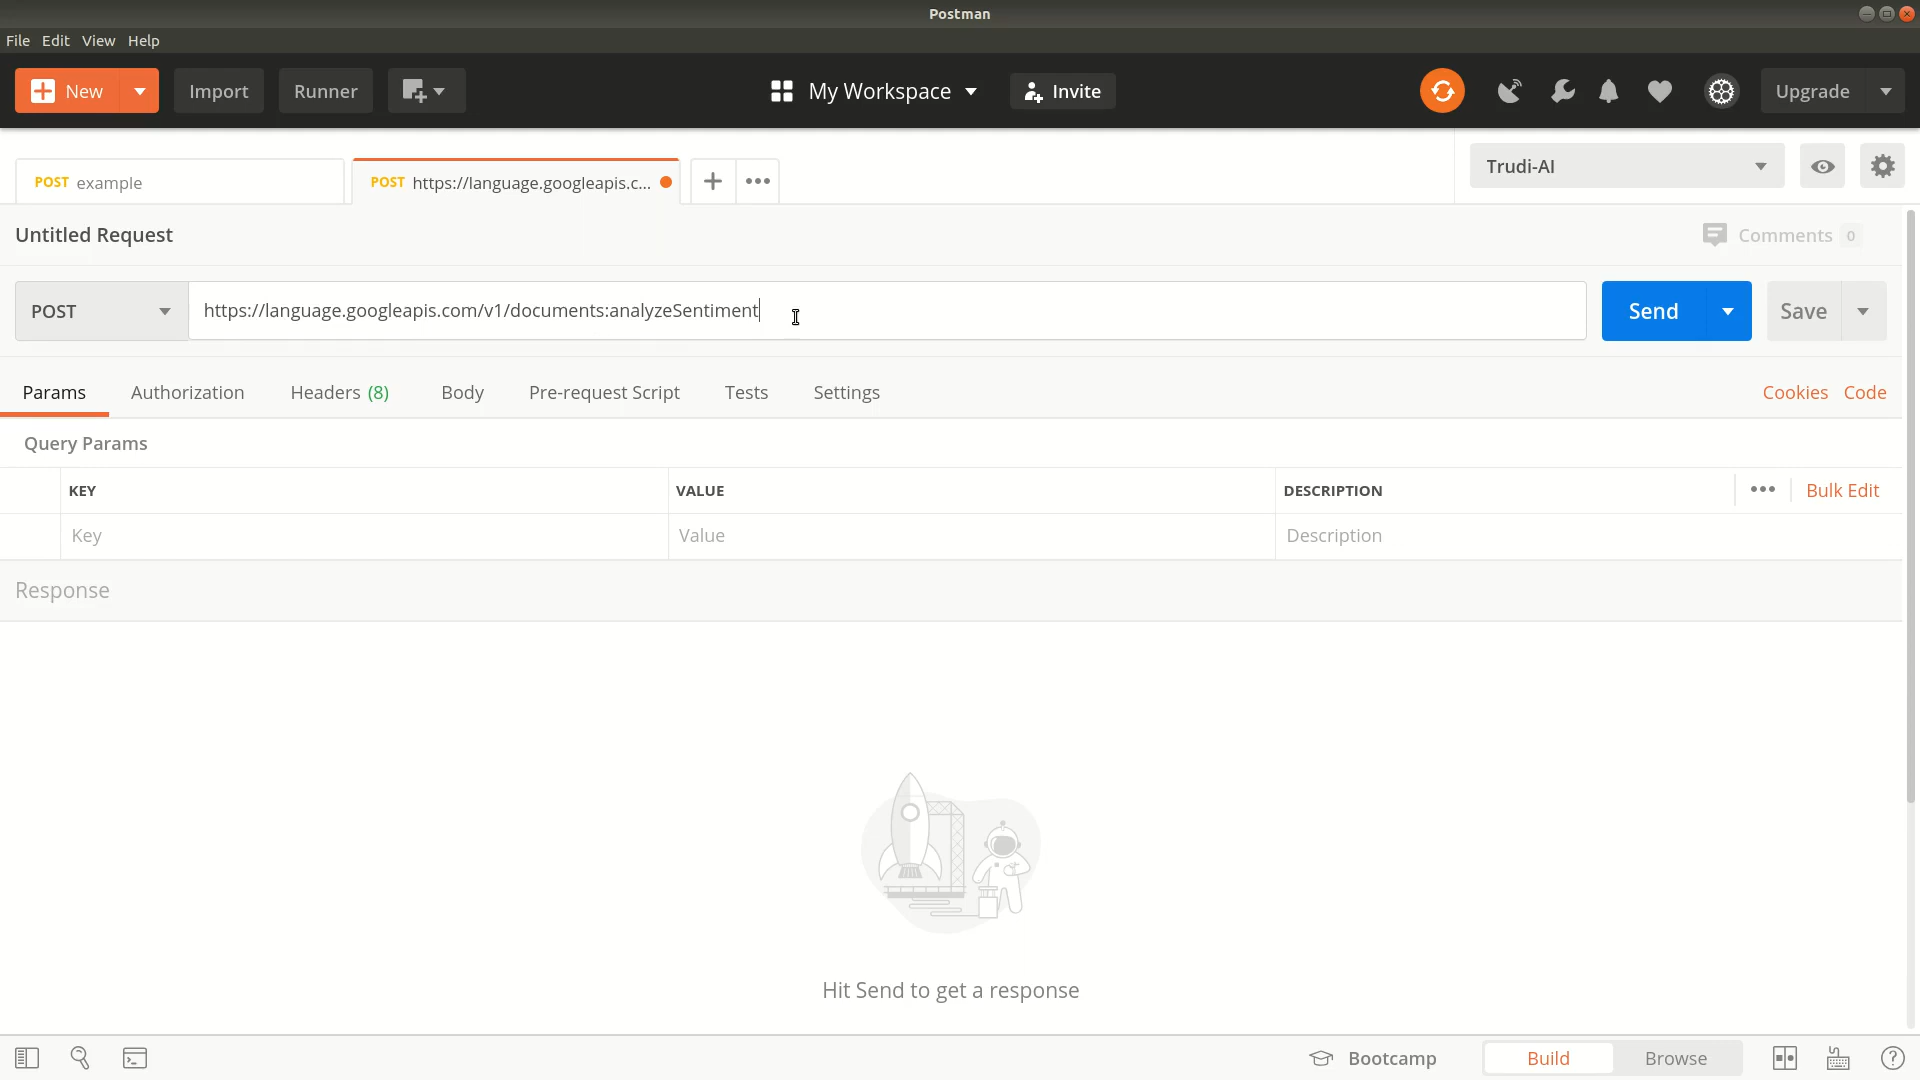 Postman
File Edit View Help
New Import Runner My Workspace Invite Upgrade
POST example POST https://language.googleapis.c... Trudi-AI
Untitled Request Comments 0
POST https://language.googleapis.com/v1/documents:analyzeSentiment Send Save
Params Authorization Headers (8) Body Pre-request Script Tests Settings Cookies Code
Query Params
KEY VALUE DESCRIPTION Bulk Edit
Key Value Description
Response
Hit Send to get a response
Bootcamp Build Browse